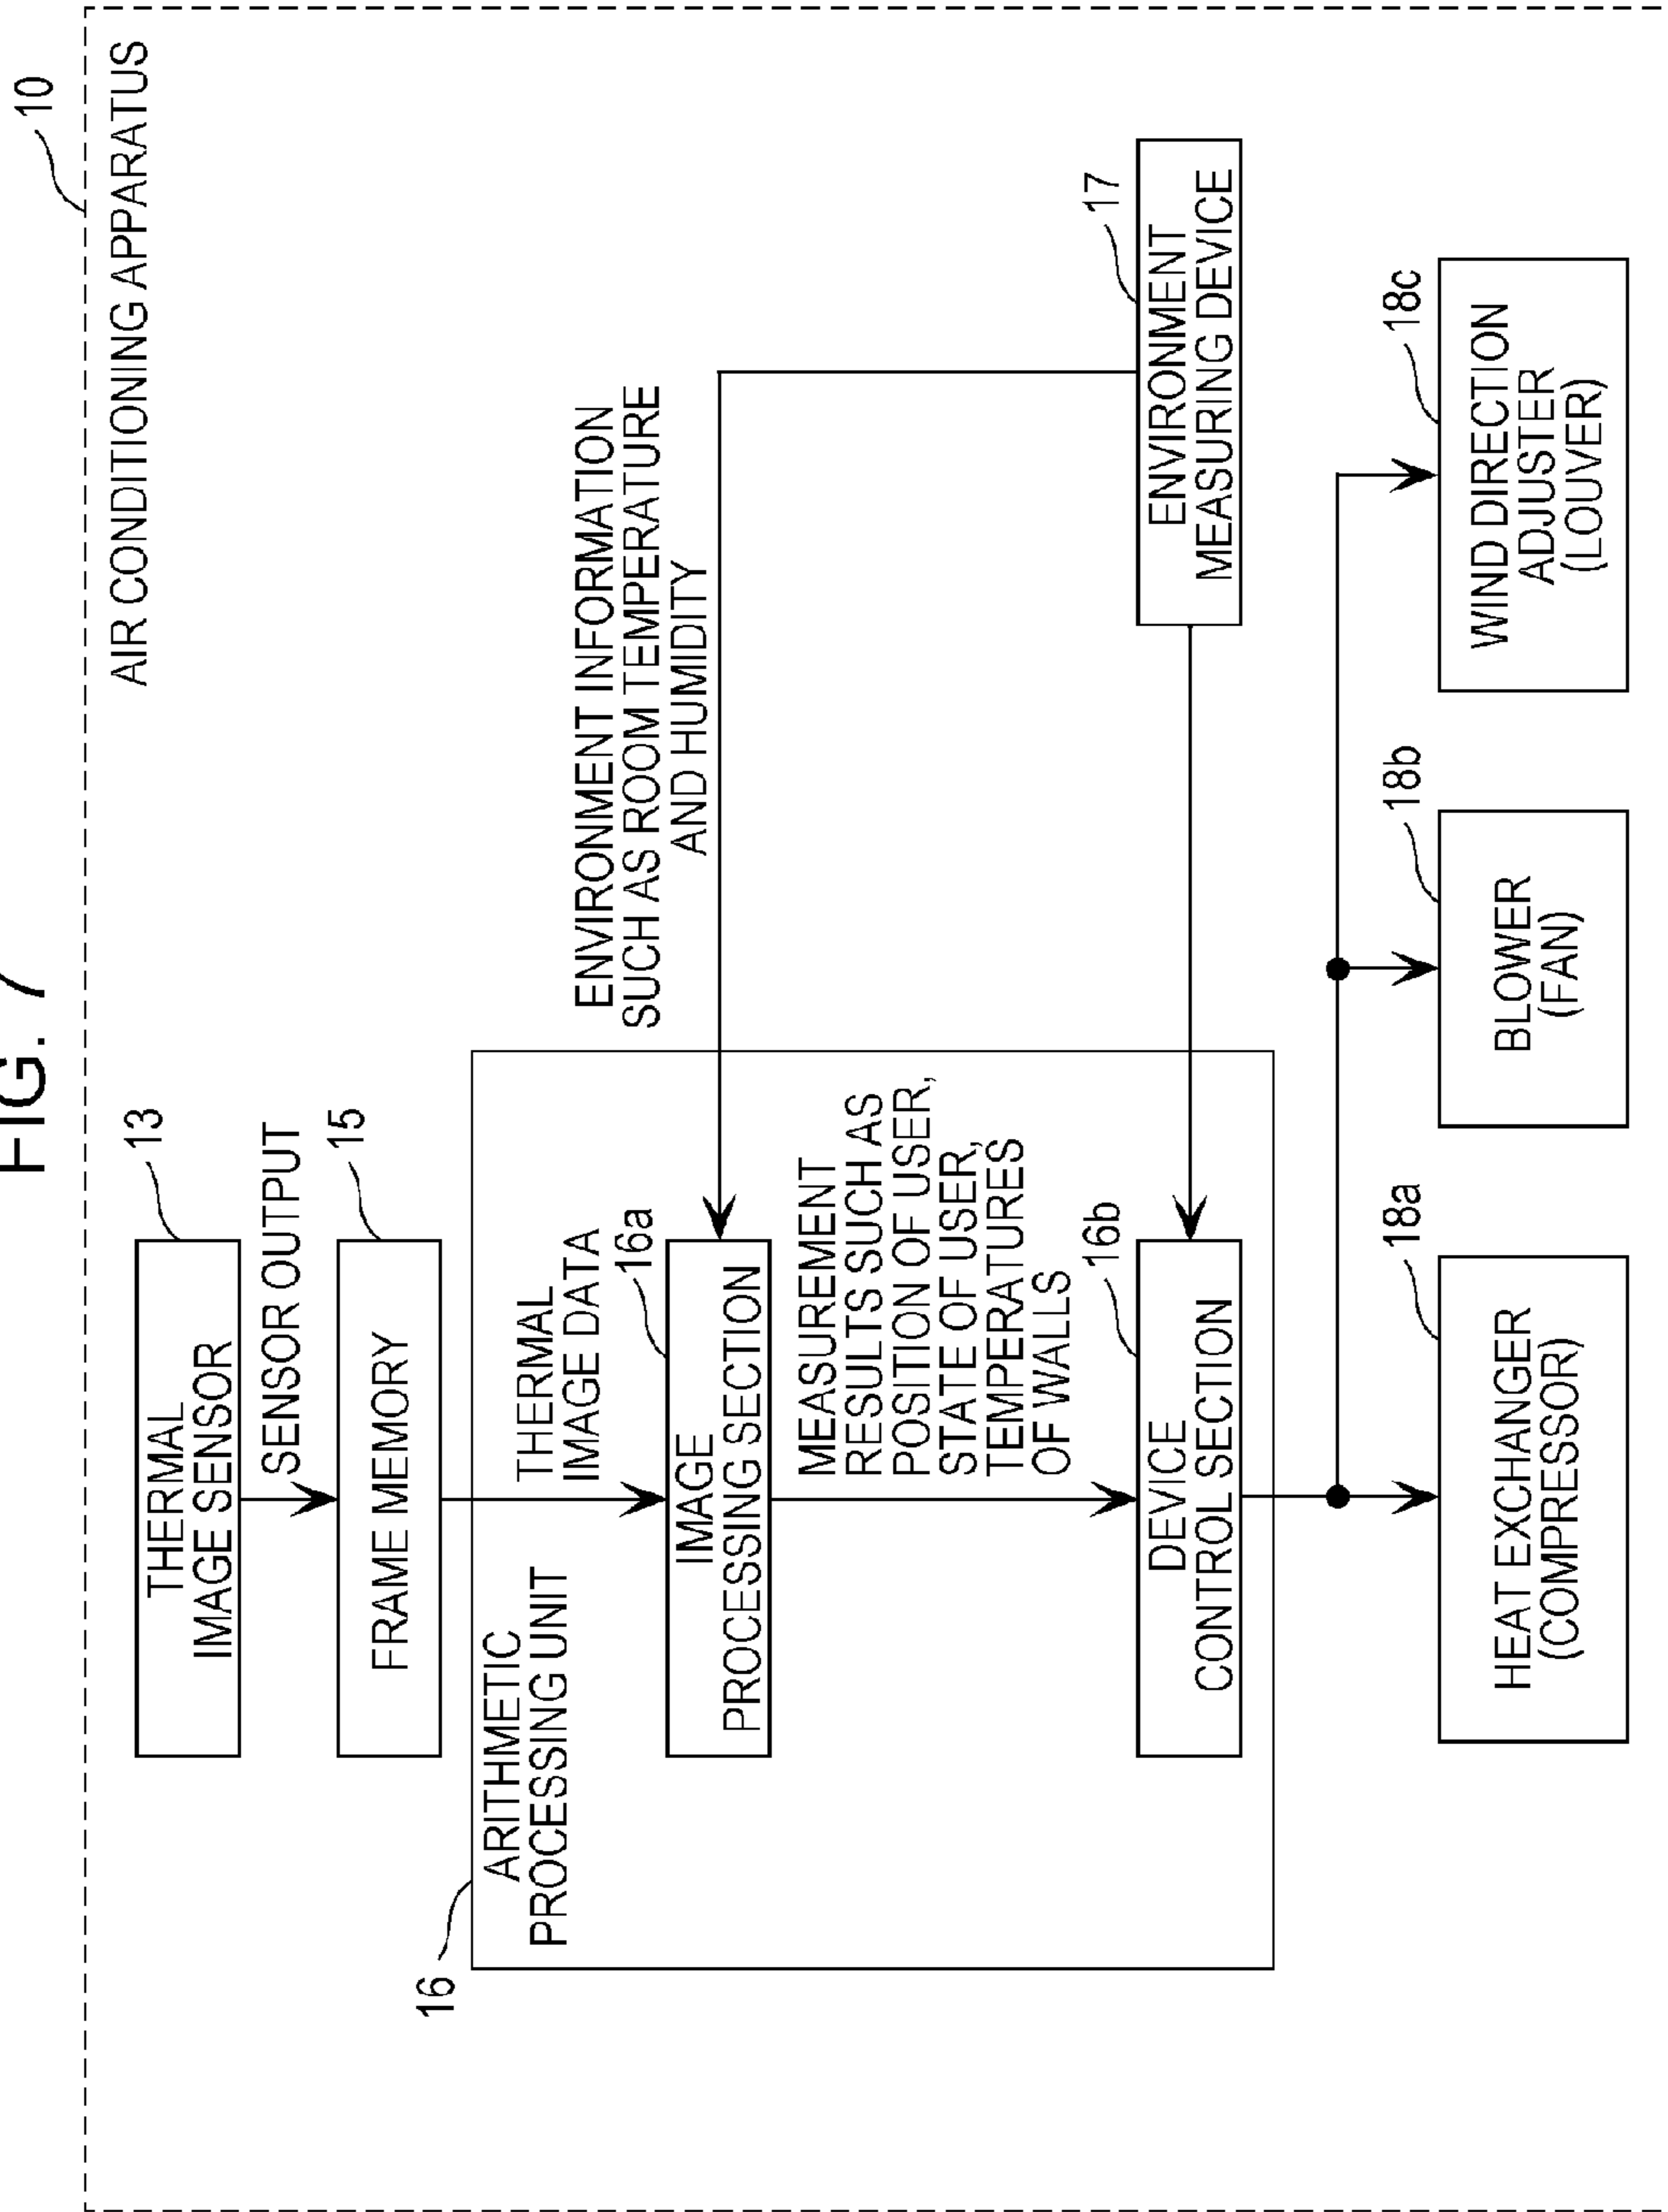 FIG. 7
10
AIR CONDITIONING APPARATUS
THERMAL
IMAGE SENSOR
13
SENSOR OUTPUT
FRAME MEMORY
15
16
ARITHMETIC
PROCESSING UNIT
THERMAL
IMAGE DATA
ENVIRONMENT INFORMATION
SUCH AS ROOM TEMPERATURE
AND HUMIDITY
16a
IMAGE
PROCESSING SECTION
MEASUREMENT
RESULTS SUCH AS
POSITION OF USER,
STATE OF USER,
TEMPERATURES
OF WALLS
16b
DEVICE
CONTROL SECTION
17
ENVIRONMENT
MEASURING DEVICE
18a
HEAT EXCHANGER
(COMPRESSOR)
18b
BLOWER
(FAN)
18c
WIND DIRECTION
ADJUSTER
(LOUVER)